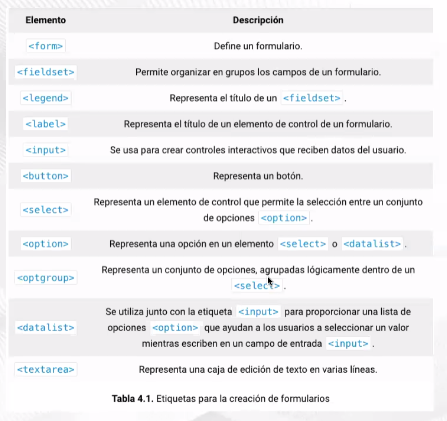 Elemento Descripción
<form> Define un formulario.
<fieldset> Permite organizar en grupos los campos de un formulario.
<legend> Representa el título de un <fieldset> .
<label> Representa el título de un elemento de control de un formulario.
<input> Se usa para crear controles interactivos que reciben datos del usuario.
<button> Representa un botón.
<select> Representa un elemento de control que permite la selección entre un conjunto
de opciones <option> .
<option> Representa una opción en un elemento <select> o <datalist> .
<optgroup> Representa un conjunto de opciones, agrupadas lógicamente dentro de un
<select> .
<datalist> Se utiliza junto con la etiqueta <input> para proporcionar una lista de
opciones <option> que ayudan a los usuarios a seleccionar un valor
mientras escriben en un campo de entrada <input> .
<textarea> Representa una caja de edición de texto en varias líneas.
Tabla 4.1. Etiquetas para la creación de formularios